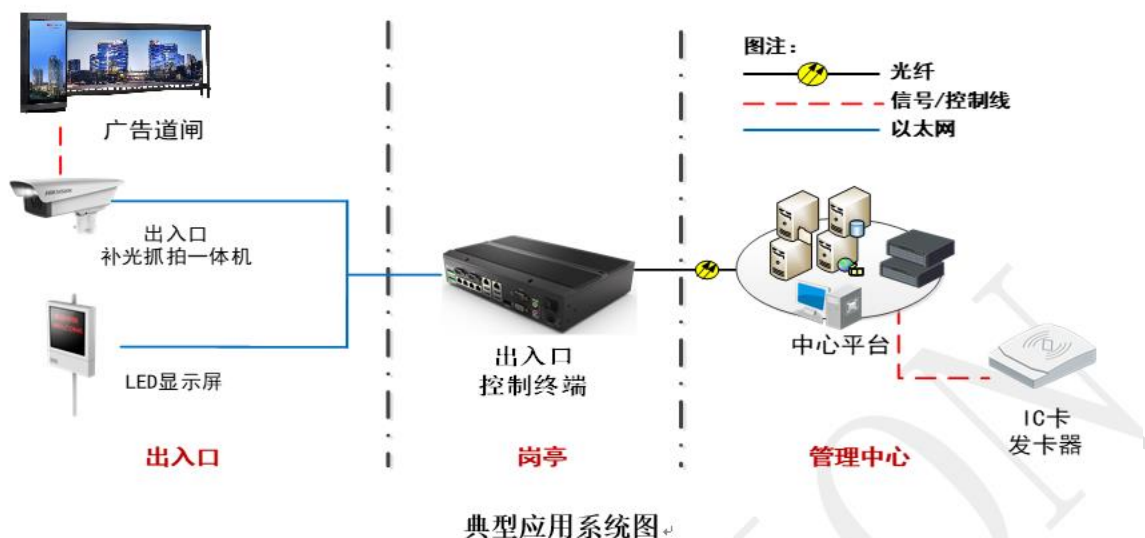 图注：
光纤
信号/控制线
以太网
广告道闸
出入口
补光抓拍一体机
LED显示屏
出入口
控制终端
中心平台
IC卡
发卡器
出入口
岗亭
管理中心
典型应用系统图